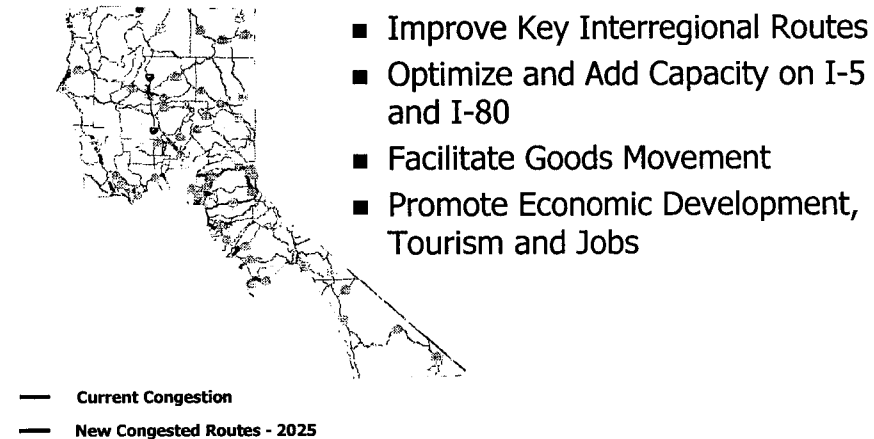 ■ Improve Key Interregional Routes
■ Optimize and Add Capacity on I-5
and I-80
■ Facilitate Goods Movement
■ Promote Economic Development,
Tourism and Jobs
Current Congestion
New Congested Routes - 2025